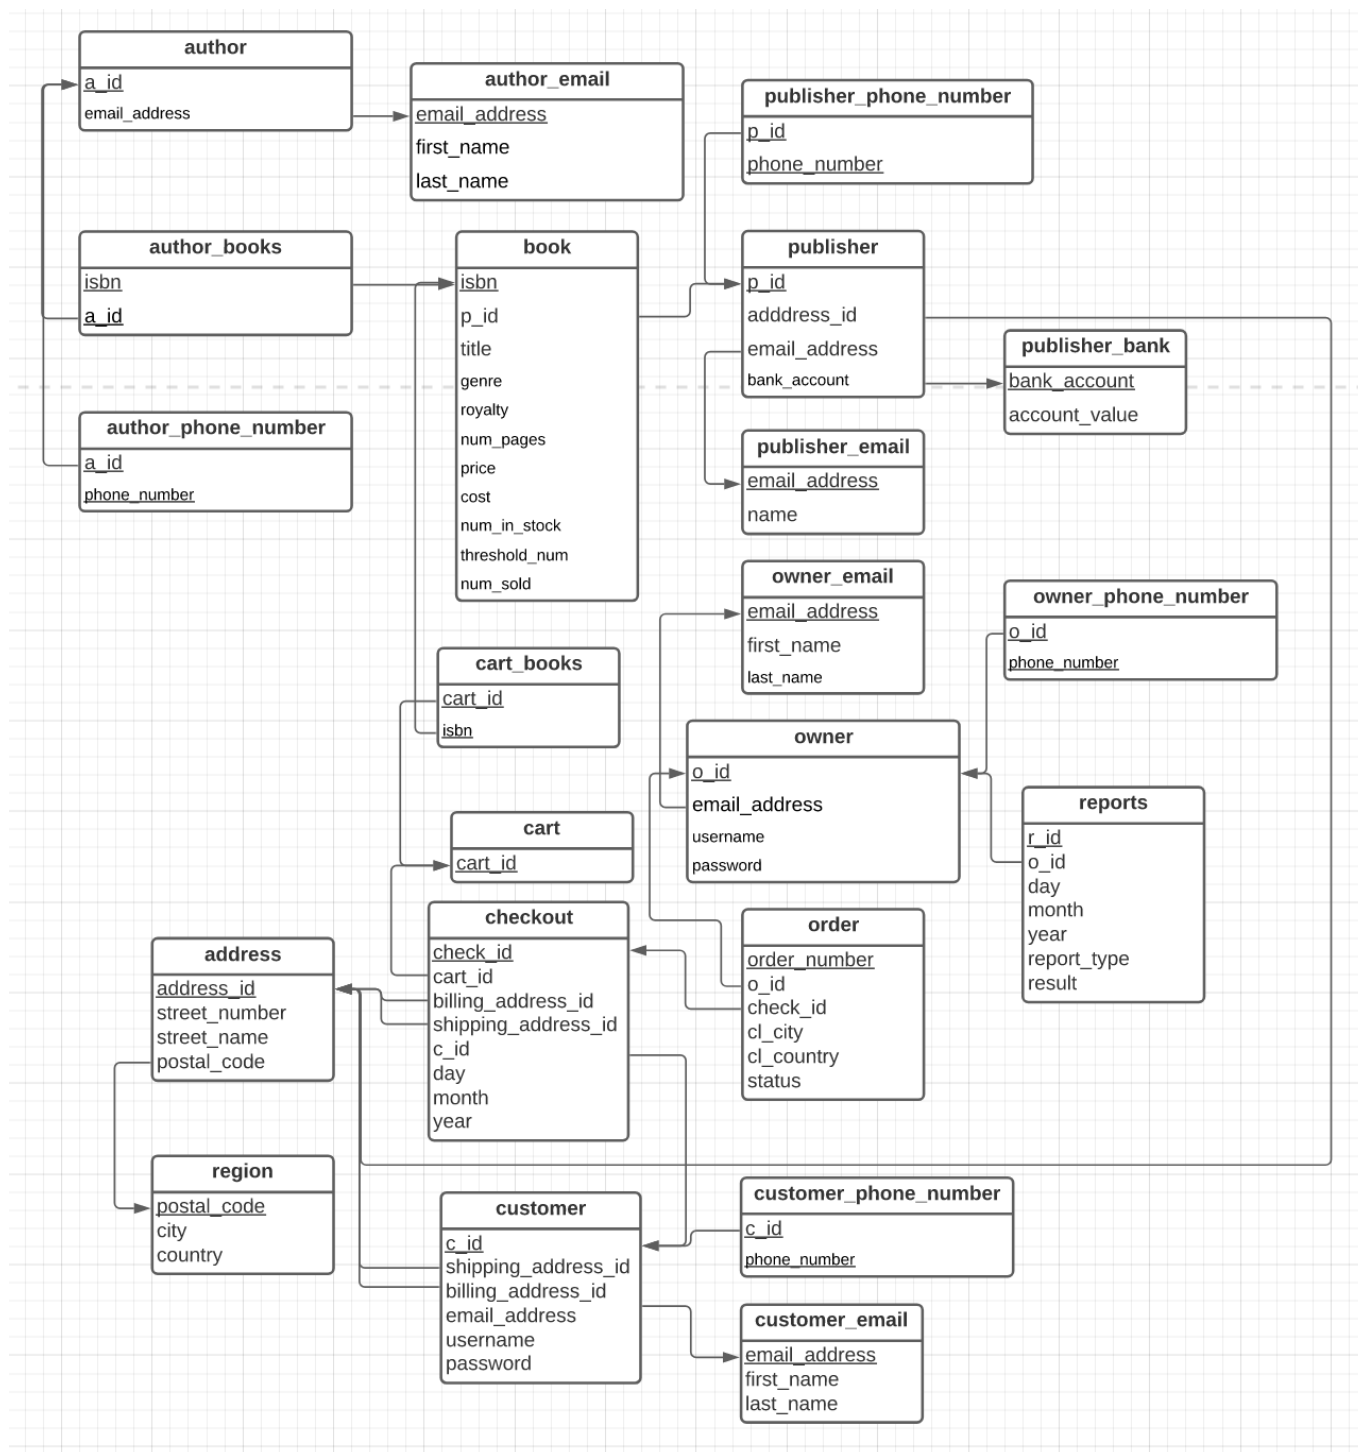 author
a_id
email_address
author_email
email_address
first_name
last_name
publisher_phone_number
p_id
phone_number
author_books
isbn
a_id
book
isbn
p_id
title
genre
royalty
num_pages
price
cost
num_in_stock
threshold_num
num_sold
publisher
p_id
adddress_id
email_address
bank_account
publisher_bank
bank_account
account_value
author_phone_number
a_id
phone_number
publisher_email
email_address
name
owner_email
email_address
first_name
last_name
owner_phone_number
o_id
phone_number
cart_books
cart_id
isbn
owner
o_id
email_address
username
password
reports
r_id
o_id
day
month
year
report_type
result
cart
cart_id
checkout
check_id
cart_id
billing_address_id
shipping_address_id
c_id
day
month
year
order
order_number
o_id
check_id
cl_city
cl_country
status
address
address_id
street_number
street_name
postal_code
region
postal_code
city
country
customer
c_id
shipping_address_id
billing_address_id
email_address
username
password
customer_phone_number
c_id
phone_number
customer_email
email_address
first_name
last_name